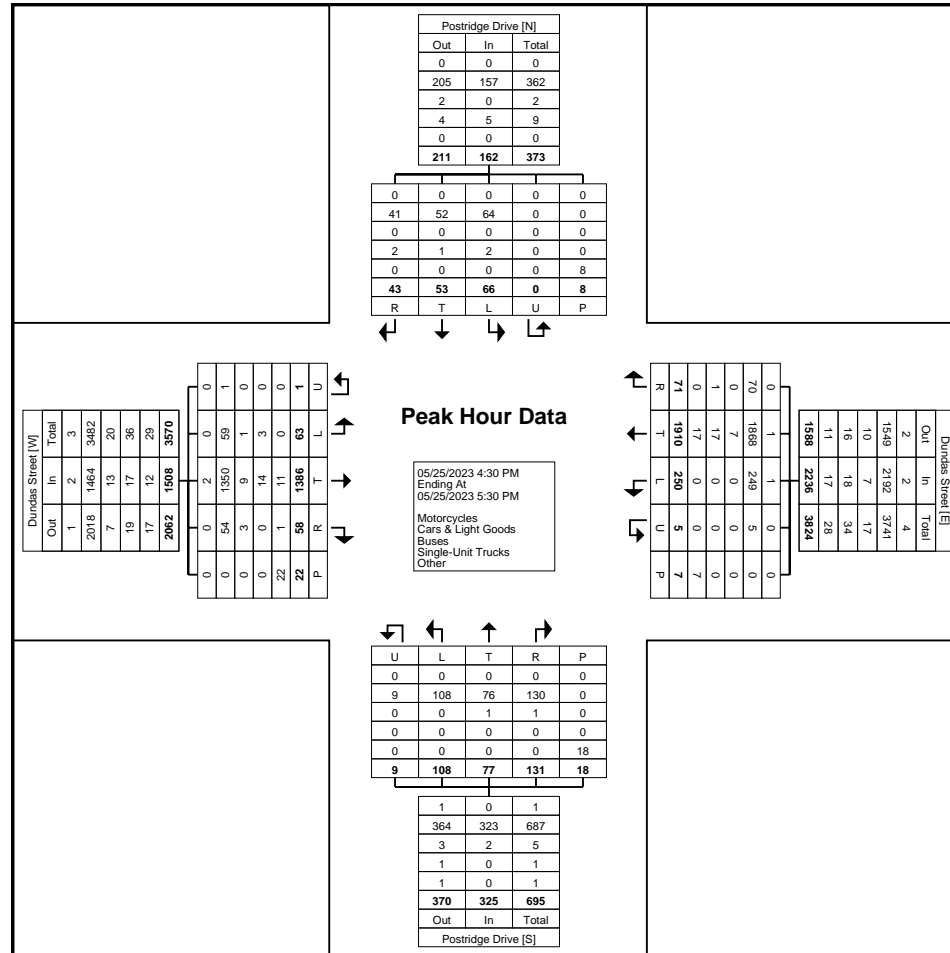 Postridge Drive [N]
Out In Total
0 0 0
205 157 362
2 0 2
4 5 9
0 0 0
211 162 373
0 0 0 0 0
41 52 64 0 0
0 0 0 0 0
2 1 2 0 0
0 0 0 0 8
43 53 66 0 8
R T L U P
Dundas Street [W]
Out In Total
1 2 3
2018 1464 3482
7 13 20
19 17 36
17 12 29
2062 1508 3570
0 0 2 0 0
0 54 1350 59 1
0 3 9 1 0
0 0 14 3 0
22 1 11 0 0
22 58 1386 63 1
P R T L U
Peak Hour Data
05/25/2023 4:30 PM
Ending At
05/25/2023 5:30 PM
Motorcycles
Cars & Light Goods
Buses
Single-Unit Trucks
Other
Dundas Street [E]
Out In Total
2 2 4
1549 2192 3741
10 7 17
16 18 34
11 17 28
1588 2236 3824
0 1 1 0 0
70 1868 249 5 0
0 7 0 0 0
1 17 0 0 0
0 17 0 0 7
71 1910 250 5 7
R T L U P
U L T R P
0 0 0 0 0
9 108 76 130 0
0 0 1 1 0
0 0 0 0 0
0 0 0 0 18
9 108 77 131 18
1 0 1
364 323 687
3 2 5
1 0 1
1 0 1
370 325 695
Out In Total
Postridge Drive [S]